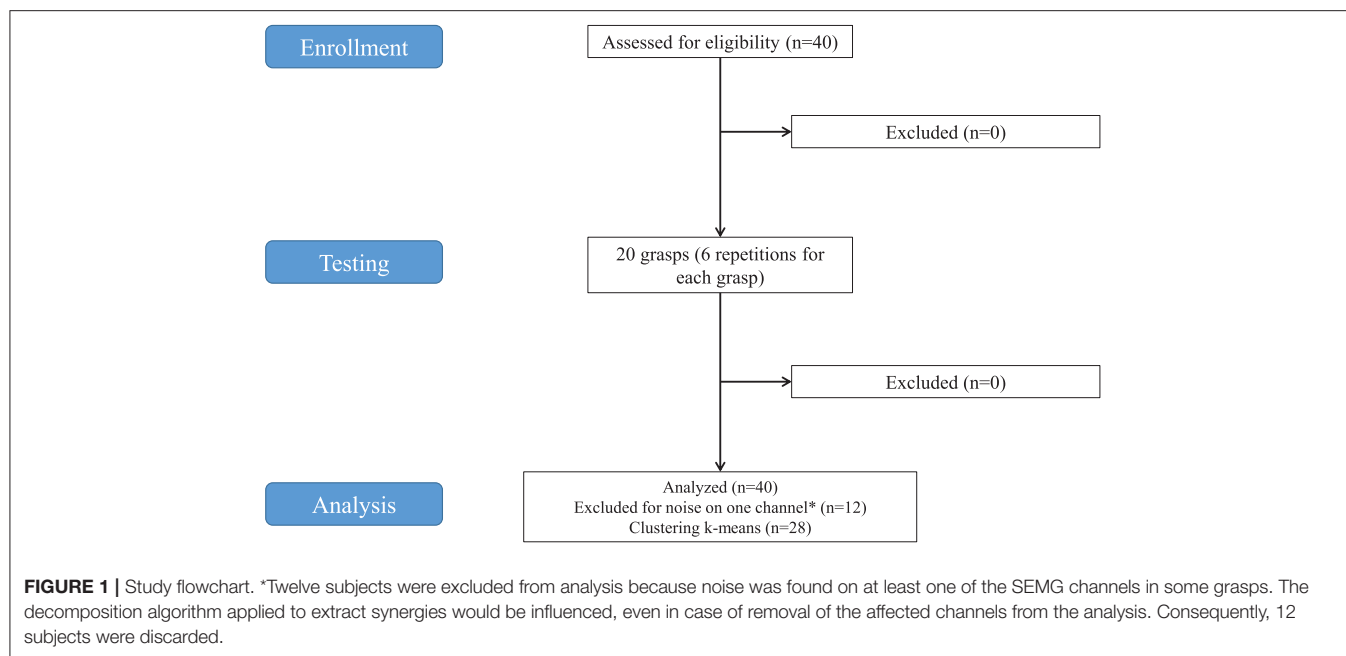 Enrollment
Assessed for eligibility (n=40)
Excluded (n=0)
Testing
20 grasps (6 repetitions for
each grasp)
Excluded (n=0)
Analysis
Analyzed (n=40)
Excluded for noise on one channel* (n=12)
Clustering k-means (n=28)
FIGURE 1 | Study flowchart. *Twelve subjects were excluded from analysis because noise was found on at least one of the SEMG channels in some grasps. The
decomposition algorithm applied to extract synergies would be influenced, even in case of removal of the affected channels from the analysis. Consequently, 12
subjects were discarded.